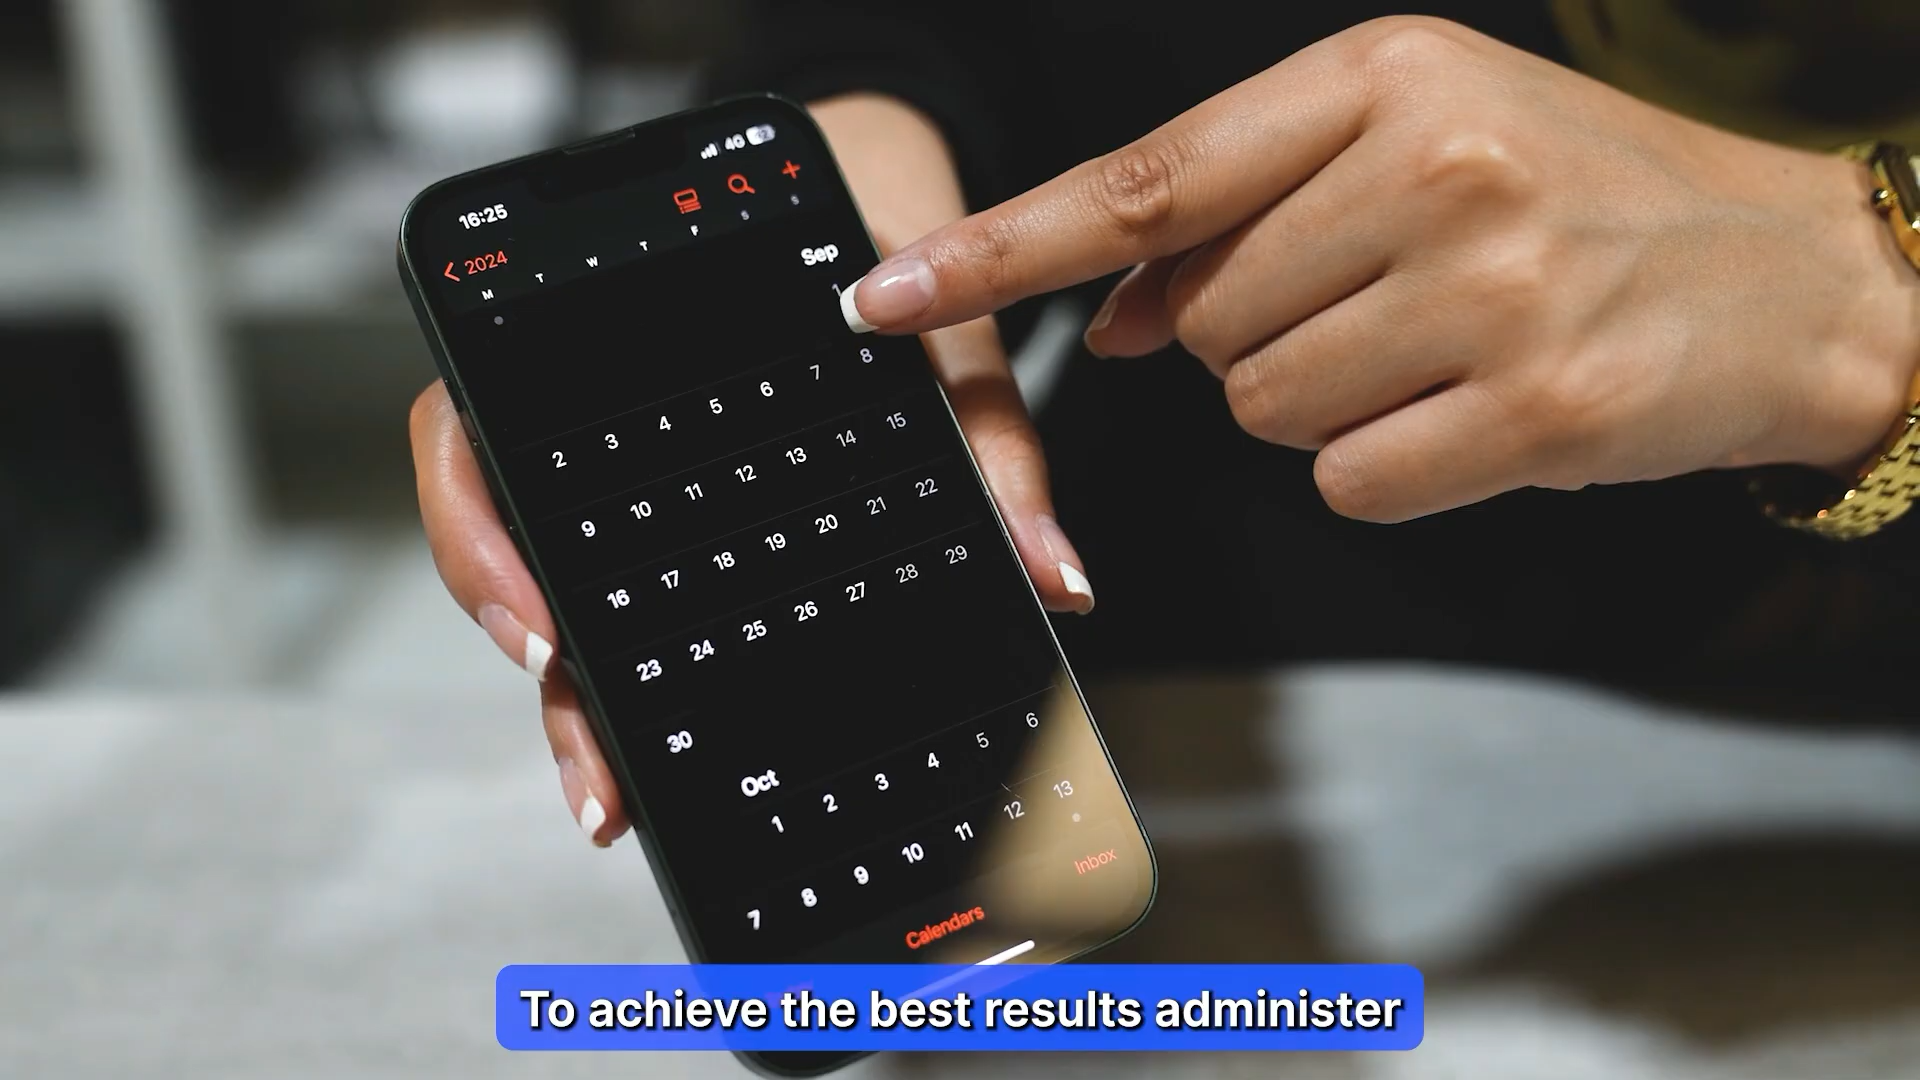 16:25
4G 12
2024
M T W T F S S
Sep
1
2 3 4 5 6 7 8
9 10 11 12 13 14 15
16 17 18 19 20 21 22
23 24 25 26 27 28 29
30
Oct
1 2 3 4 5 6
7 8 9 10 11 12 13
Calendars
Inbox
To achieve the best results administer